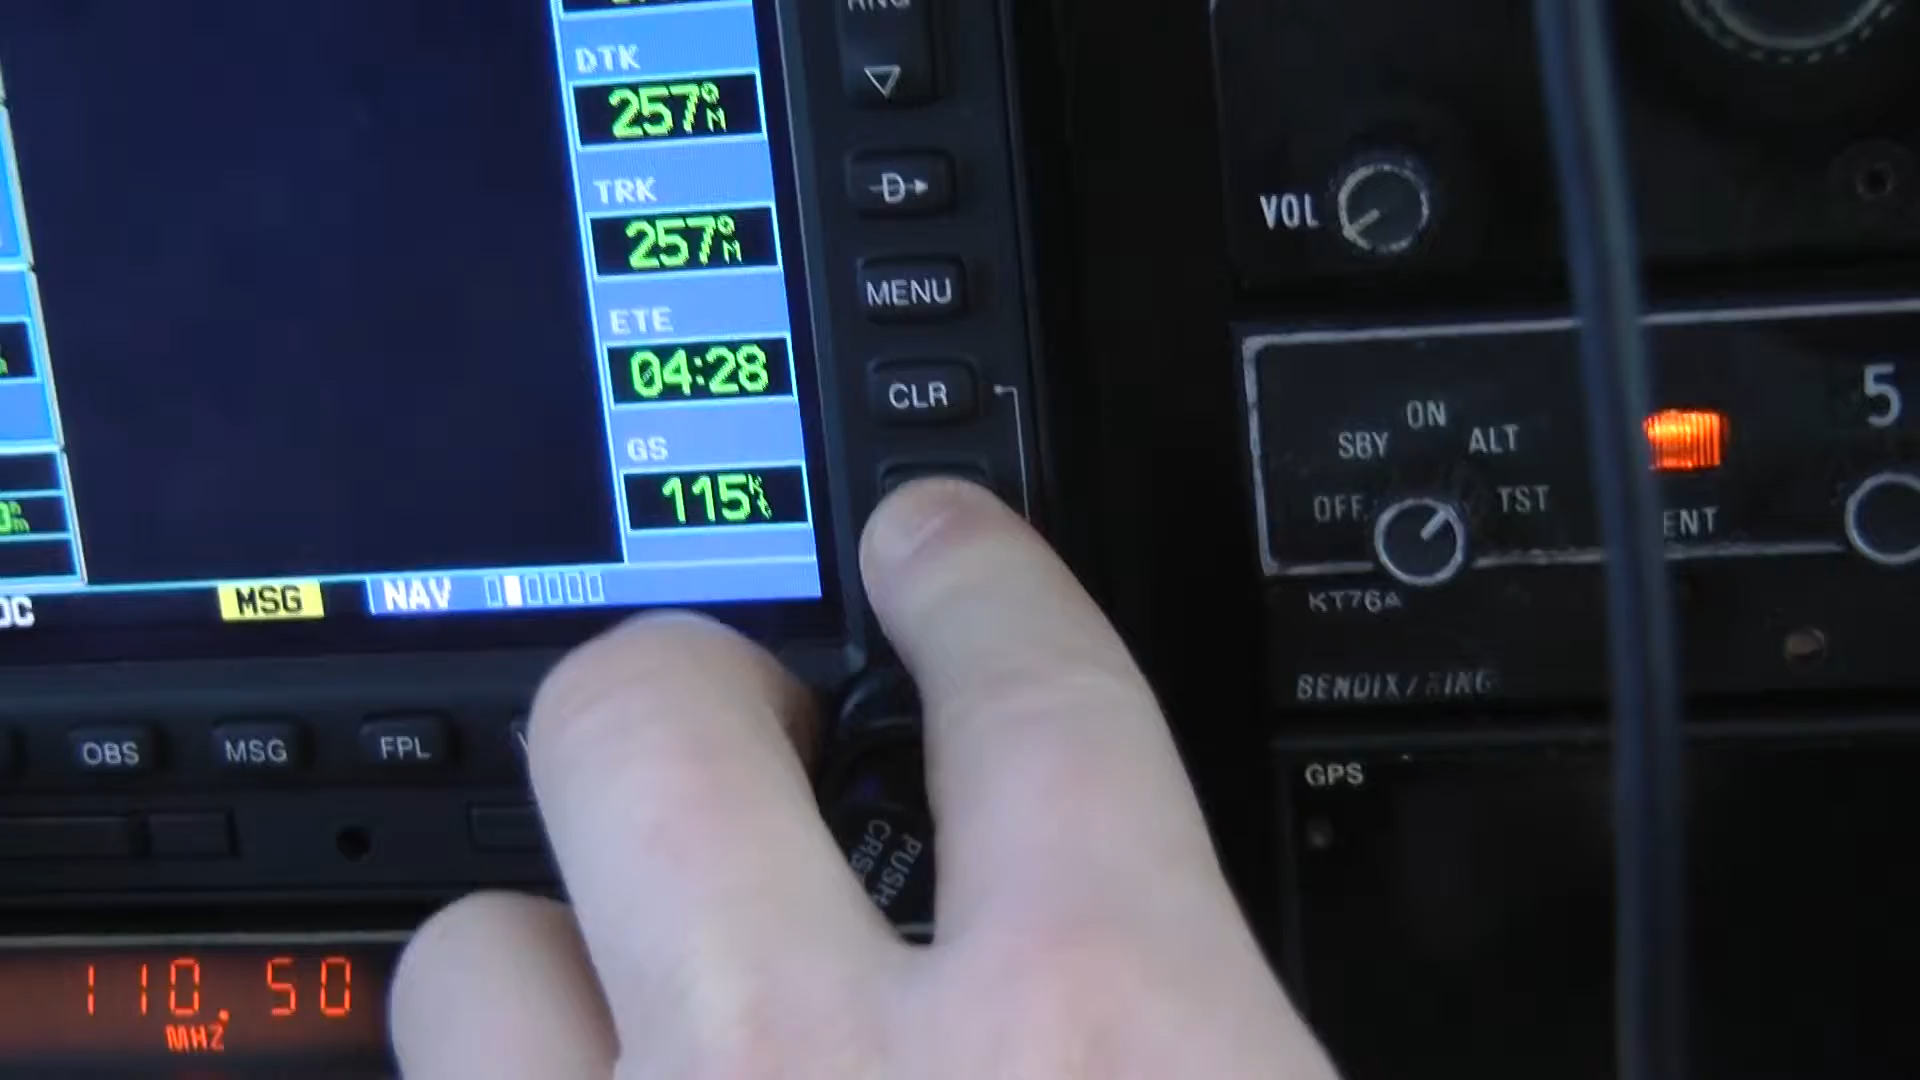 RNG
DTK
257°M
TRK
257°M
ETE
04:28
GS
115kt
MSG
NAV
D
MENU
CLR
OBS
MSG
FPL
PUSH
110.50
MHZ
VOL
OFF
SBY
ON
ALT
TST
5
KT76A
BENDIX/KING
GPS